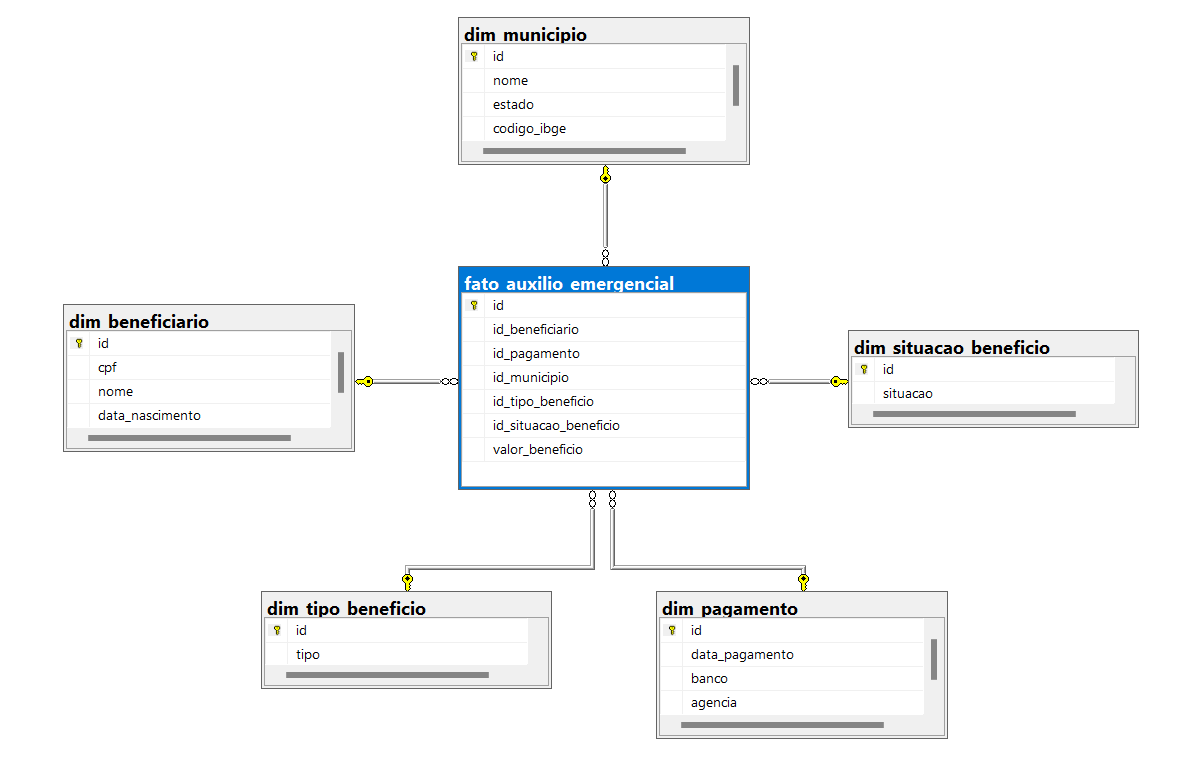 dim_municipio
id
nome
estado
codigo_ibge
fato_auxilio_emergencial
id
id_beneficiario
id_pagamento
id_municipio
id_tipo_beneficio
id_situacao_beneficio
valor_beneficio
dim_beneficiario
id
cpf
nome
data_nascimento
dim_situacao_beneficio
id
situacao
dim_tipo_beneficio
id
tipo
dim_pagamento
id
data_pagamento
banco
agencia